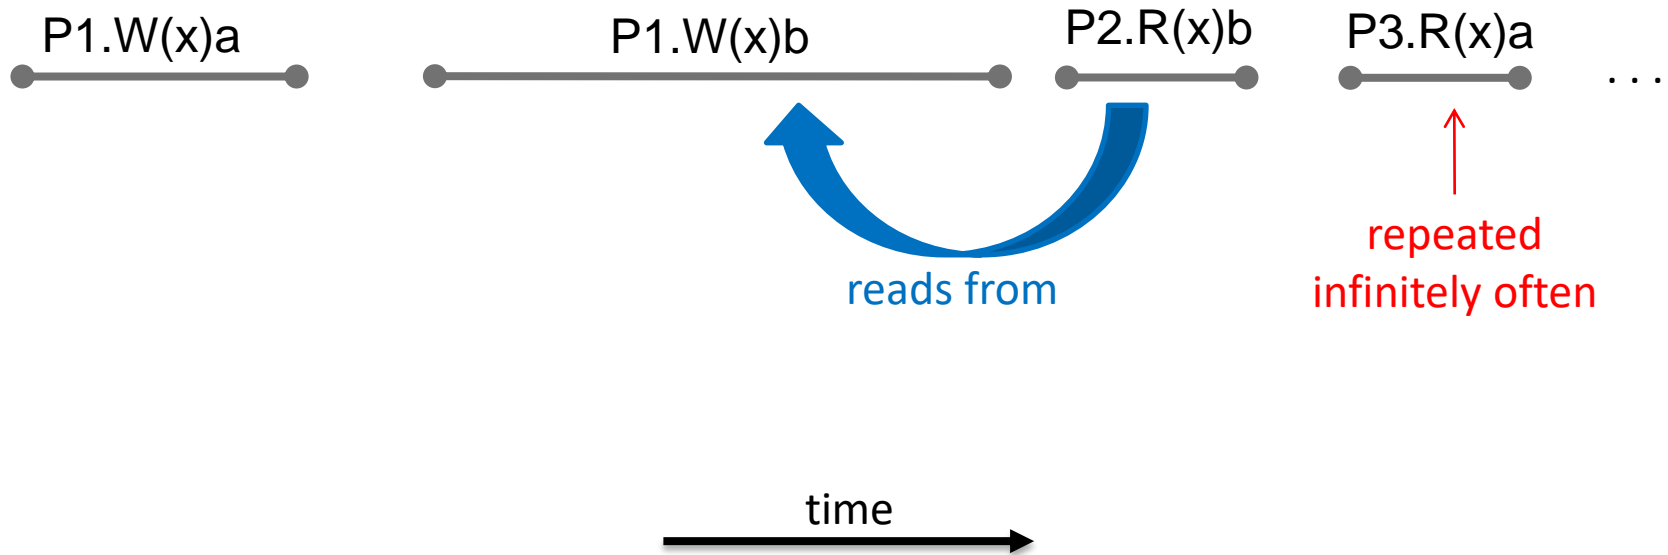 P1.W(x)a
P1.W(x)b
P2.R(x)b
P3.R(x)a
. . .
reads from
repeated
infinitely often
time